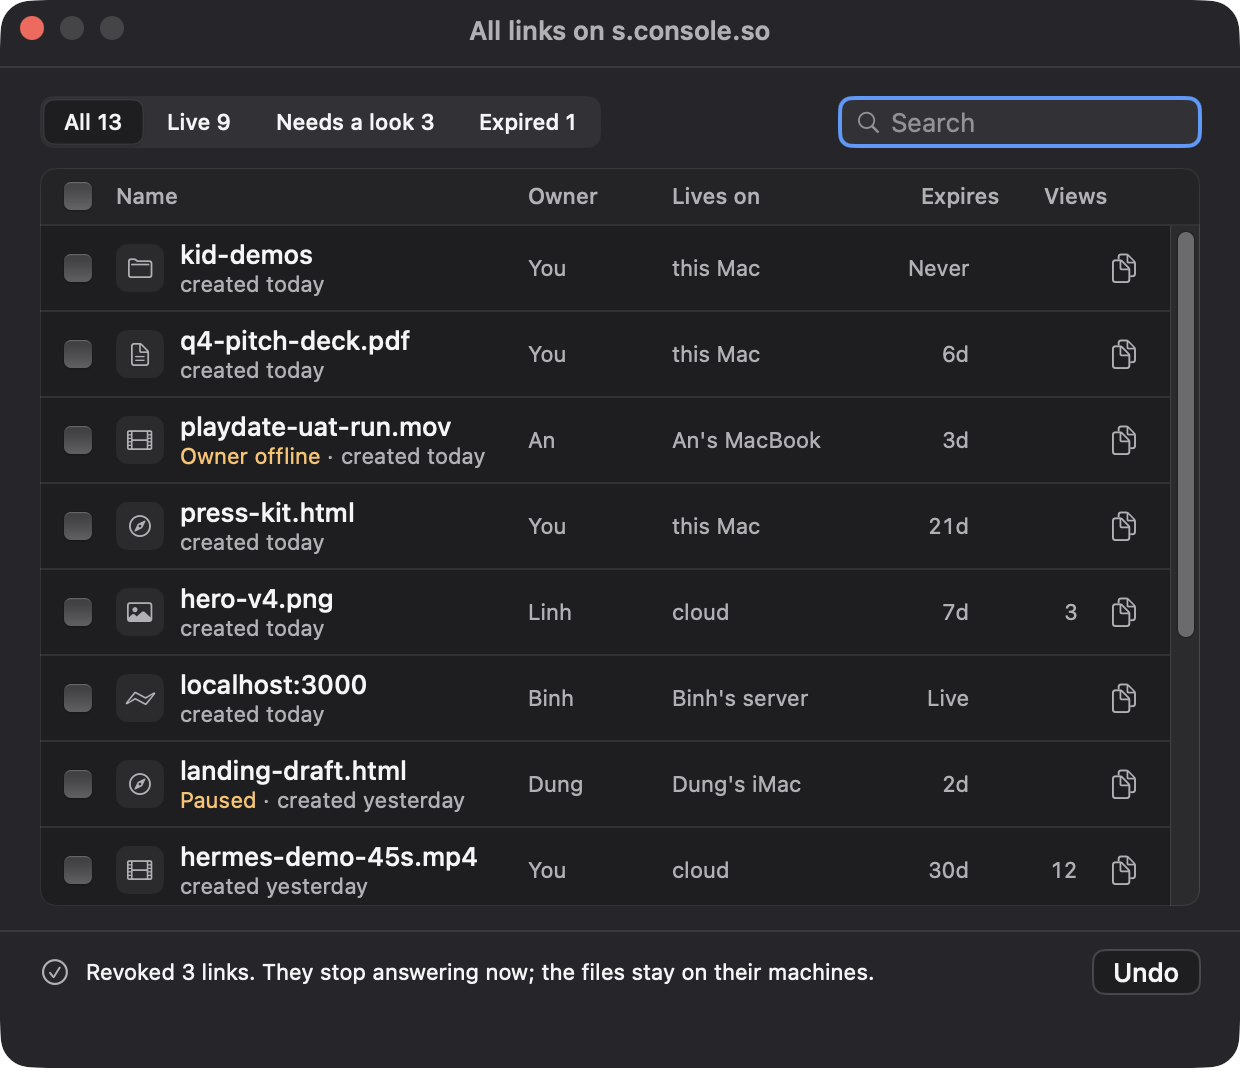 All links on s.console.so
All 13 Live 9 Needs a look 3 Expired 1
Search
Name Owner Lives on Expires Views
kid-demos
created today
You this Mac Never
q4-pitch-deck.pdf
created today
You this Mac 6d
playdate-uat-run.mov
Owner offline · created today
An An's MacBook 3d
press-kit.html
created today
You this Mac 21d
hero-v4.png
created today
Linh cloud 7d 3
localhost:3000
created today
Binh Binh's server Live
landing-draft.html
Paused · created yesterday
Dung Dung's iMac 2d
hermes-demo-45s.mp4
created yesterday
You cloud 30d 12
Revoked 3 links. They stop answering now; the files stay on their machines.
Undo